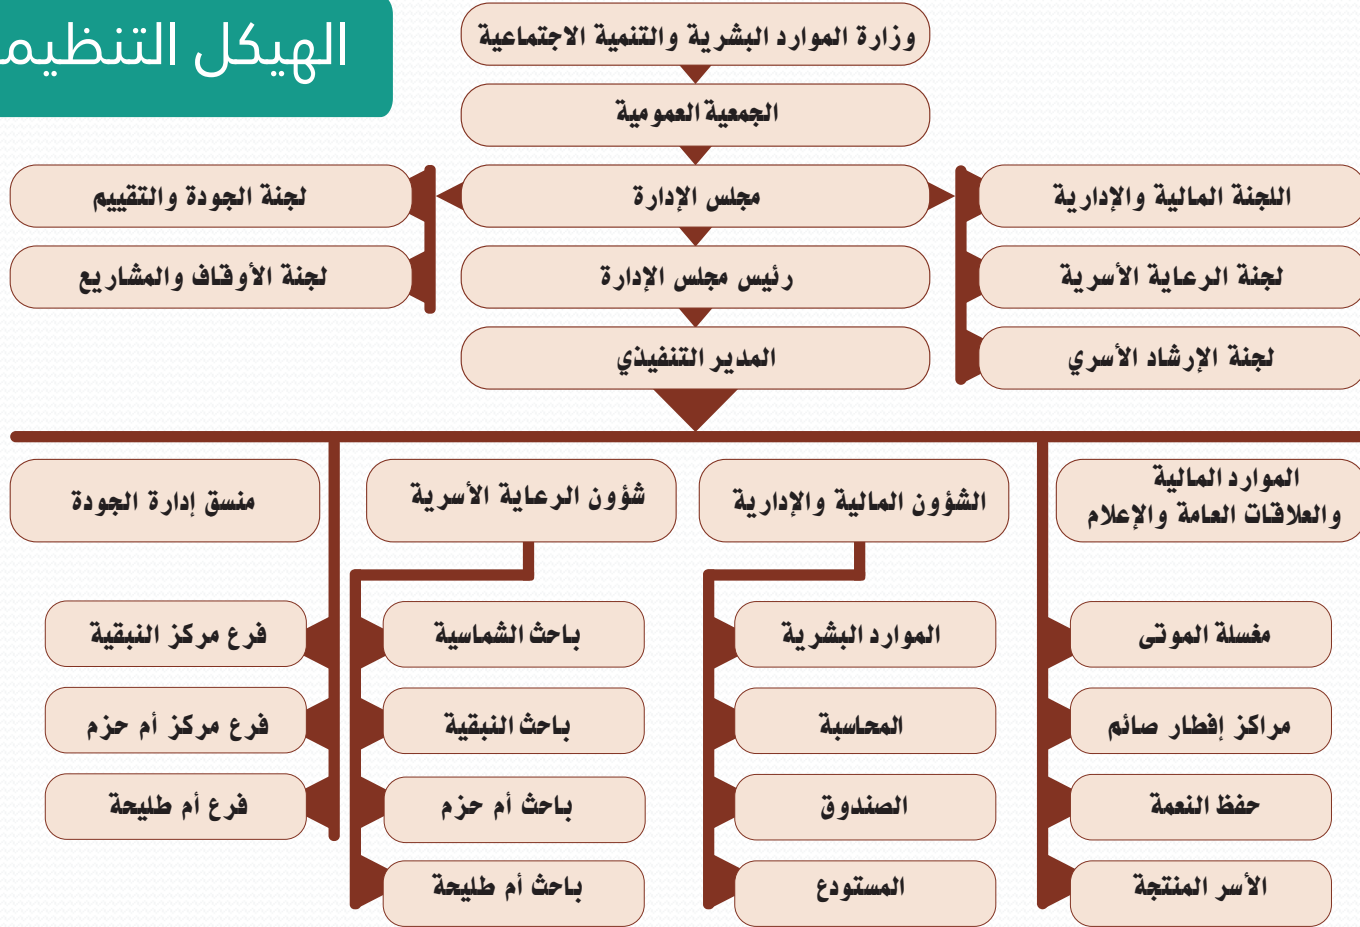 الهيكل التنظيم
وزارة الموارد البشرية والتنمية الاجتماعية
الجمعية العمومية
اللجنة المالية والإدارية
مجلس الإدارة
لجنة الجودة والتقييم
لجنة الرعاية الأسرية
رئيس مجلس الإدارة
لجنة الأوقاف والمشاريع
لجنة الإرشاد الأسري
المدير التنفيذي
الموارد المالية
والعلاقات العامة والإعلام
الشؤون المالية والإدارية
شؤون الرعاية الأسرية
منسق إدارة الجودة
مغسلة الموتى
الموارد البشرية
باحث الشماسية
فرع مركز النبقية
مراكز إفطار صائم
المحاسبة
باحث النبقية
فرع مركز أم حزم
حفظ النعمة
الصندوق
باحث أم حزم
فرع أم طليحة
الأسر المنتجة
المستودع
باحث أم طليحة